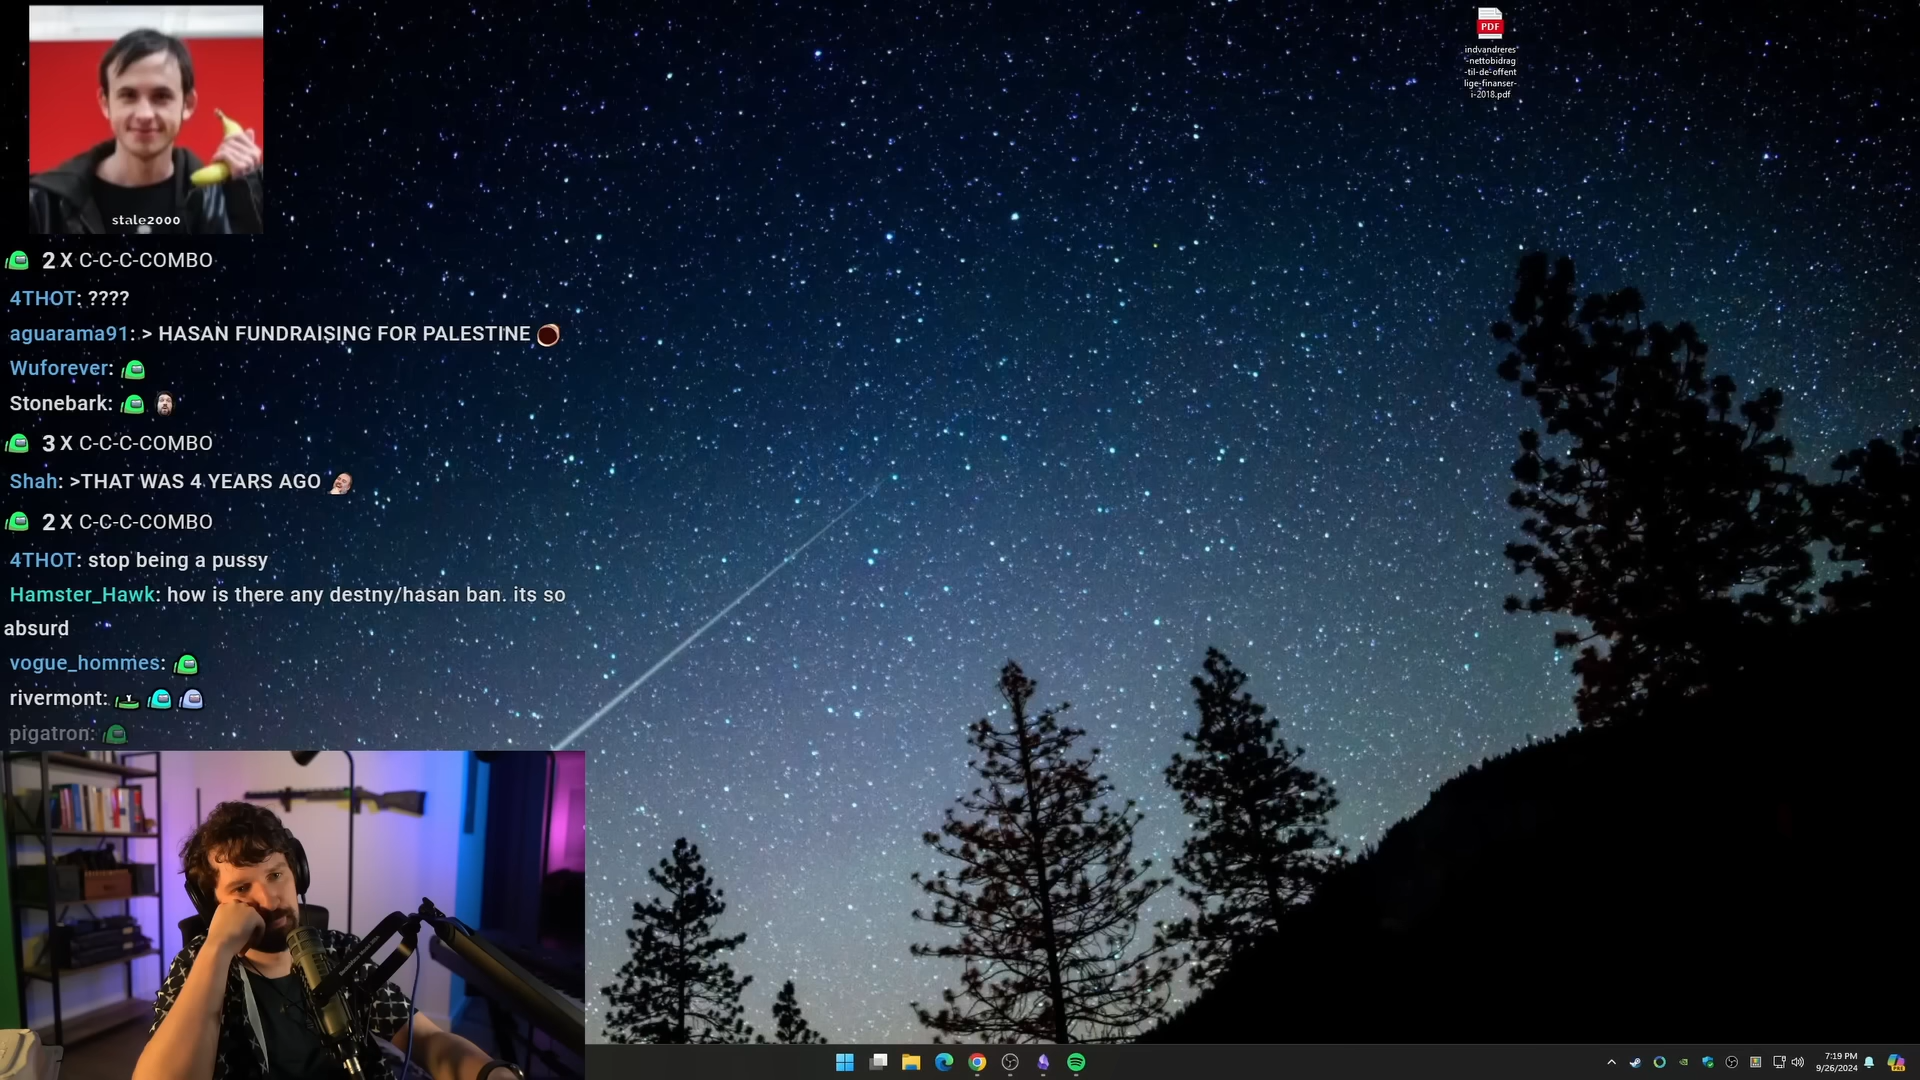 stale2000
2 X C-C-C-COMBO
4THOT: ????
aguarama91: > HASAN FUNDRAISING FOR PALESTINE
Wuforever:
Stonebark:
3 X C-C-C-COMBO
Shah: >THAT WAS 4 YEARS AGO
2 X C-C-C-COMBO
4THOT: stop being a pussy
Hamster_Hawk: how is there any destny/hasan ban. its so
absurd
vogue_hommes:
rivermont:
pigatron:
PDF
indvandreres
-nettobidrag
-til-de-offent
lige-finanser-
i-2018.pdf
7:19 PM
9/26/2024